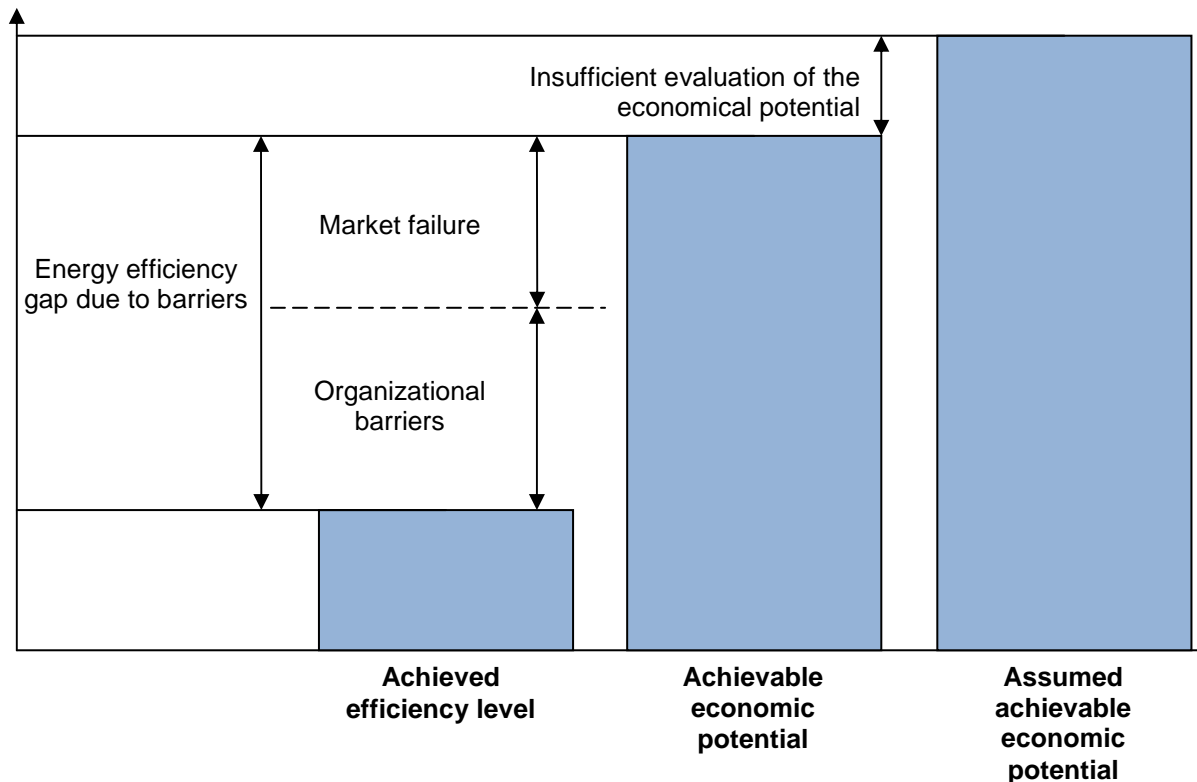 Insufficient evaluation of the
economical potential
Market failure
Energy efficiency
gap due to barriers
Organizational
barriers
Achieved
efficiency level
Achievable
economic
potential
Assumed
achievable
economic
potential